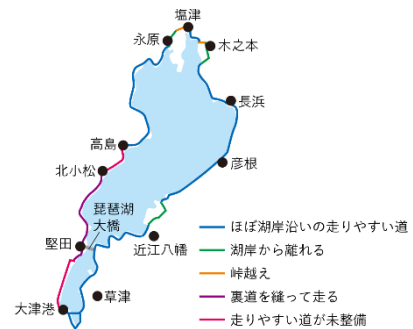 塩津
永原
木之本
長浜
高島
彦根
北小松
琵琶湖
大橋
堅田
近江八幡
草津
大津港
ほぼ湖岸沿いの走りやすい道
湖岸から離れる
峠越え
裏道を縫って走る
走りやすい道が未整備